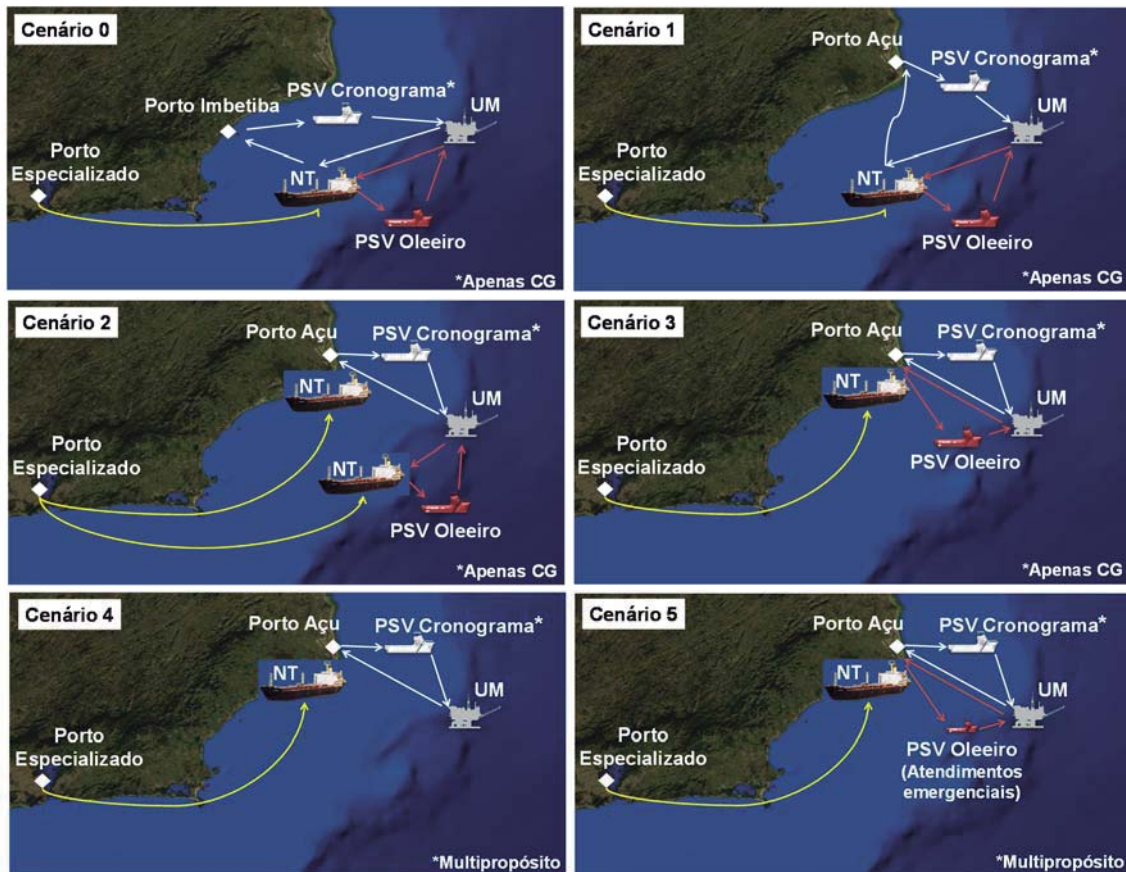 Cenário 0
Porto Imbetiba
PSV Cronograma*
UM
Porto
Especializado
NT
PSV Oleeiro
*Apenas CG
Cenário 1
Porto Açu
PSV Cronograma*
UM
Porto
Especializado
NT
PSV Oleeiro
*Apenas CG
Cenário 2
Porto Açu
PSV Cronograma*
NT
UM
Porto
Especializado
NT
PSV Oleeiro
*Apenas CG
Cenário 3
Porto Açu
PSV Cronograma*
NT
UM
Porto
Especializado
PSV Oleeiro
*Apenas CG
Cenário 4
Porto Açu
PSV Cronograma*
NT
UM
Porto
Especializado
*Multipropósito
Cenário 5
Porto Açu
PSV Cronograma*
NT
UM
Porto
Especializado
PSV Oleeiro
(Atendimentos
emergenciais)
*Multipropósito